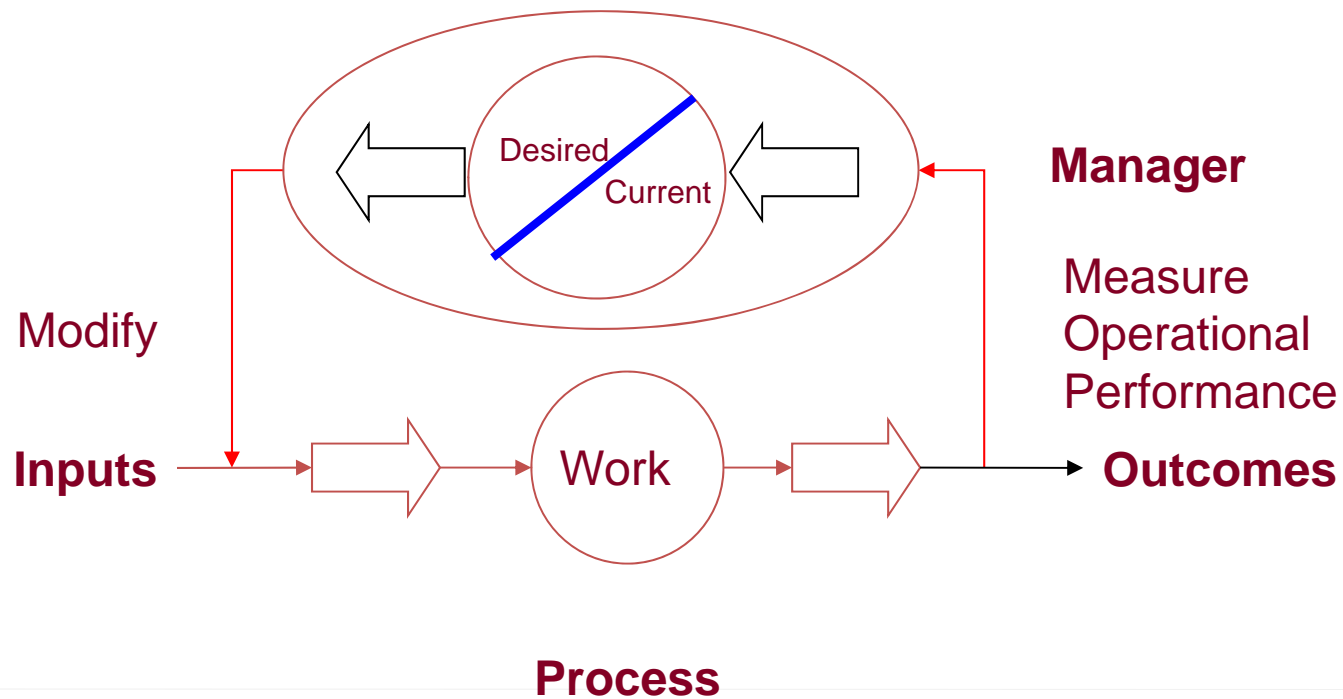 Desired
Current
Manager
Measure
Operational
Performance
Modify
Inputs
Work
Outcomes
Process